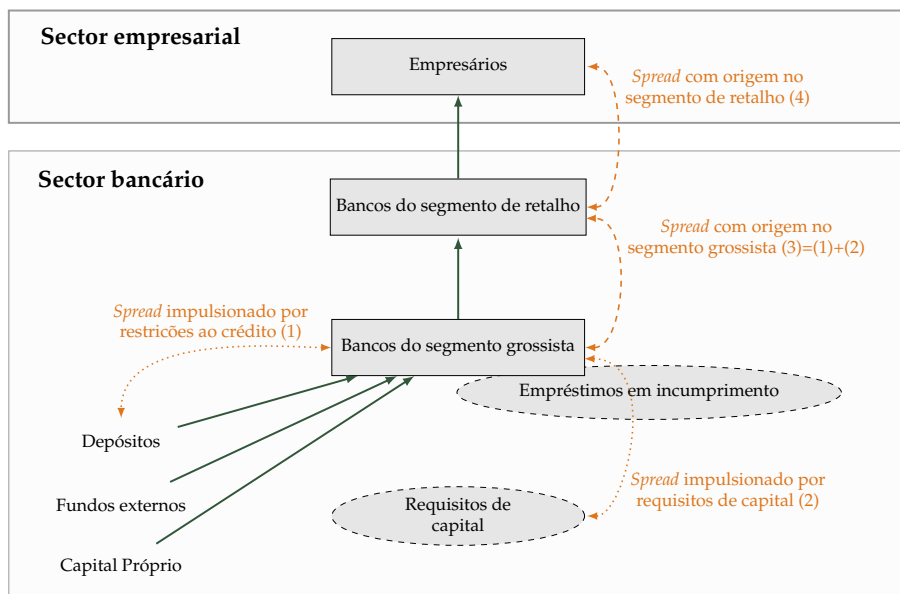 Sector empresarial
Empresários
Spread com origem no
segmento de retalho (4)
Sector bancário
Bancos do segmento de retalho
Spread com origem no
segmento grossista (3)=(1)+(2)
Spread impulsionado por
restricões ao crédito (1)
Bancos do segmento grossista
Empréstimos em incumprimento
Depósitos
Spread impulsionado por
requisitos de capital (2)
Fundos externos
Requisitos de
capital
Capital Próprio